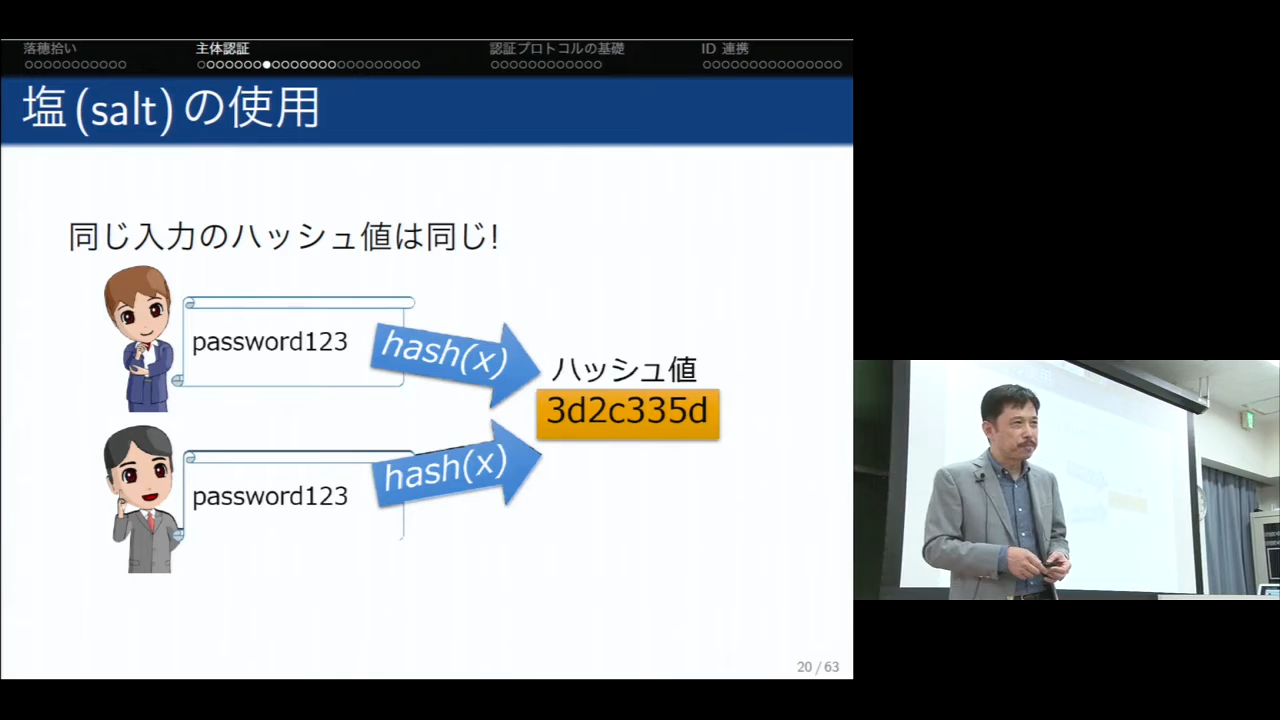 落穂拾い
主体認証
認証プロトコルの基礎
ID 連携
塩(salt)の使用
同じ入力のハッシュ値は同じ!
password123
hash(x)
ハッシュ値
3d2c335d
password123
hash(x)
20 / 63